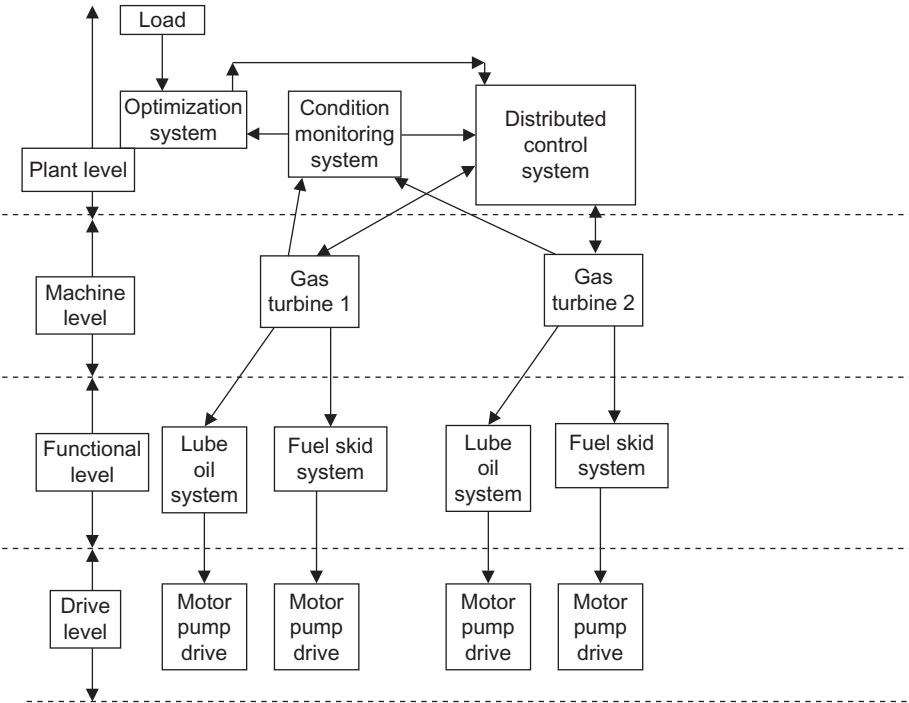 Load
Optimization
system
Condition
monitoring
system
Distributed
control
system
Plant level
Machine
level
Gas
turbine 1
Gas
turbine 2
Functional
level
Lube
oil
system
Fuel skid
system
Lube
oil
system
Fuel skid
system
Drive
level
Motor
pump
drive
Motor
pump
drive
Motor
pump
drive
Motor
pump
drive